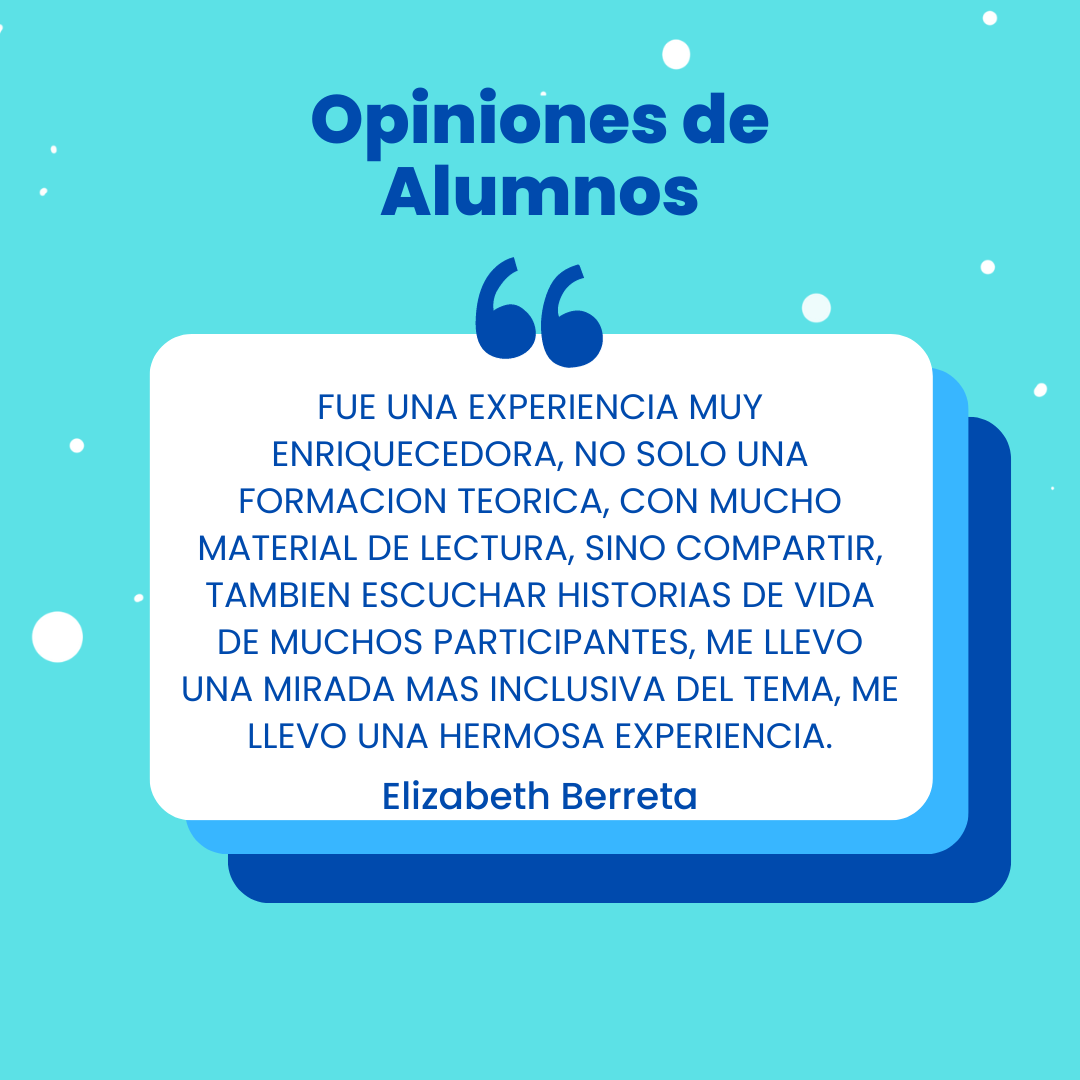 Opiniones de
Alumnos
FUE UNA EXPERIENCIA MUY
ENRIQUECEDORA, NO SOLO UNA
FORMACION TEORICA, CON MUCHO
MATERIAL DE LECTURA, SINO COMPARTIR,
TAMBIEN ESCUCHAR HISTORIAS DE VIDA
DE MUCHOS PARTICIPANTES, ME LLEVO
UNA MIRADA MAS INCLUSIVA DEL TEMA, ME
LLEVO UNA HERMOSA EXPERIENCIA.
Elizabeth Berreta